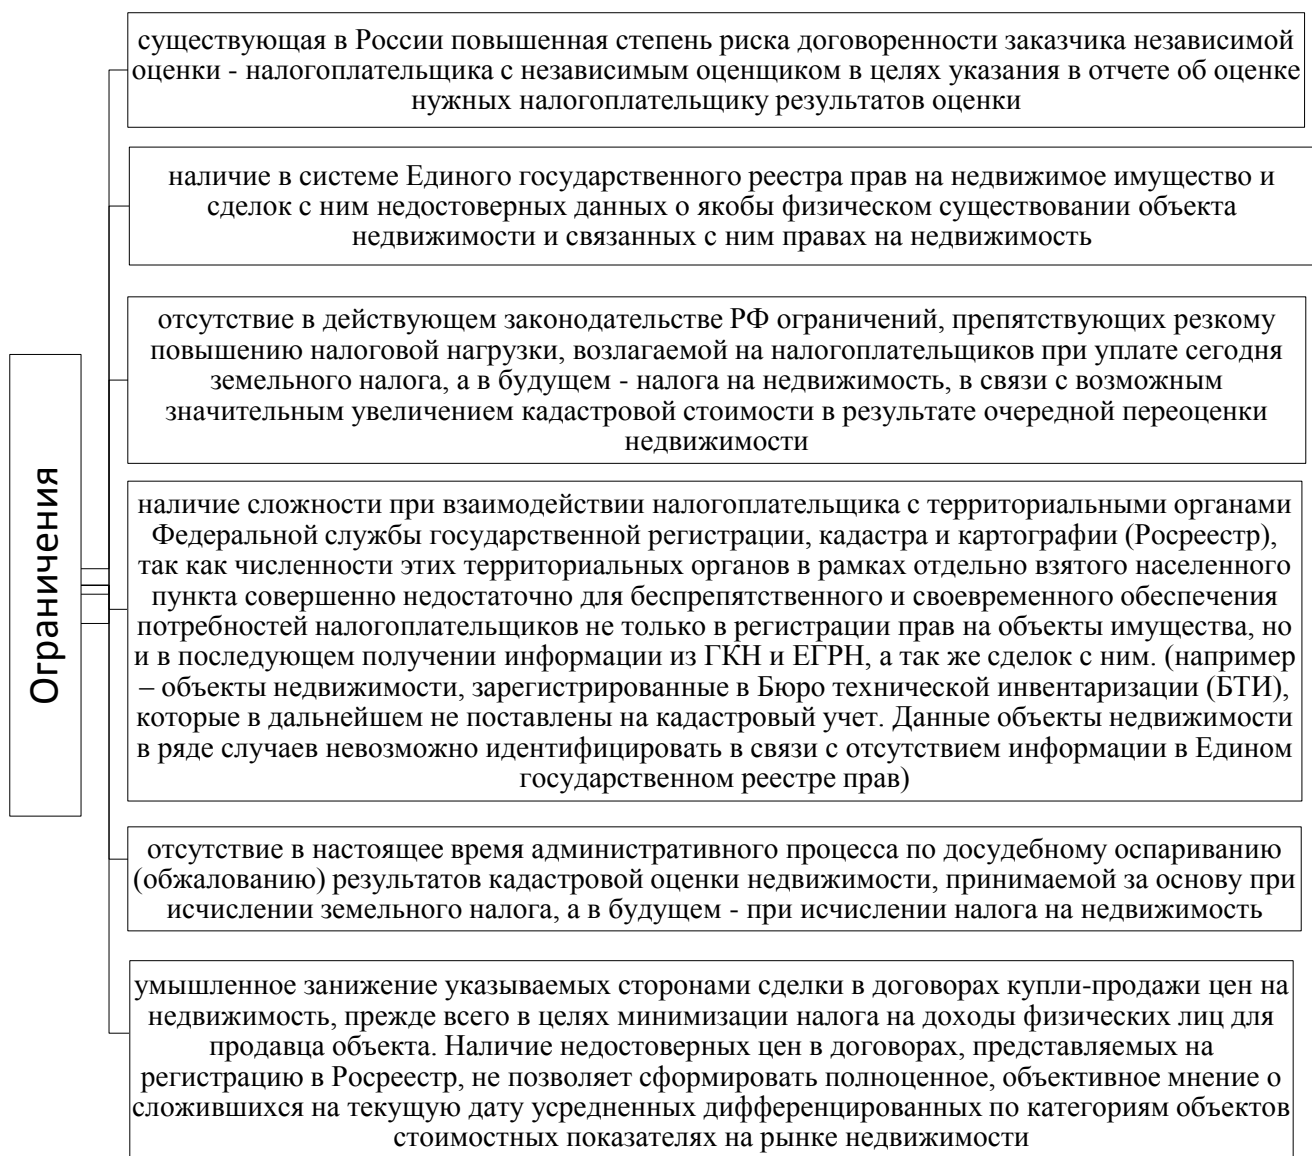 существующая в России повышенная степень риска договоренности заказчика независимой
оценки - налогоплательщика с независимым оценщиком в целях указания в отчете об оценке
нужных налогоплательщику результатов оценки
наличие в системе Единого государственного реестра прав на недвижимое имущество и
сделок с ним недостоверных данных о якобы физическом существовании объекта
недвижимости и связанных с ним правах на недвижимость
отсутствие в действующем законодательстве РФ ограничений, препятствующих резкому
повышению налоговой нагрузки, возлагаемой на налогоплательщиков при уплате сегодня
земельного налога, а в будущем - налога на недвижимость, в связи с возможным
значительным увеличением кадастровой стоимости в результате очередной переоценки
недвижимости
Ограничения
наличие сложности при взаимодействии налогоплательщика с территориальными органами
Федеральной службы государственной регистрации, кадастра и картографии (Росреестр),
так как численности этих территориальных органов в рамках отдельно взятого населенного
пункта совершенно недостаточно для беспрепятственного и своевременного обеспечения
потребностей налогоплательщиков не только в регистрации прав на объекты имущества, но
и в последующем получении информации из ГКН и ЕГРН, а так же сделок с ним. (например
– объекты недвижимости, зарегистрированные в Бюро технической инвентаризации (БТИ),
которые в дальнейшем не поставлены на кадастровый учет. Данные объекты недвижимости
в ряде случаев невозможно идентифицировать в связи с отсутствием информации в Едином
государственном реестре прав)
отсутствие в настоящее время административного процесса по досудебному оспариванию
(обжалованию) результатов кадастровой оценки недвижимости, принимаемой за основу при
исчислении земельного налога, а в будущем - при исчислении налога на недвижимость
умышленное занижение указываемых сторонами сделки в договорах купли-продажи цен на
недвижимость, прежде всего в целях минимизации налога на доходы физических лиц для
продавца объекта. Наличие недостоверных цен в договорах, представляемых на
регистрацию в Росреестр, не позволяет сформировать полноценное, объективное мнение о
сложившихся на текущую дату усредненных дифференцированных по категориям объектов
стоимостных показателях на рынке недвижимости